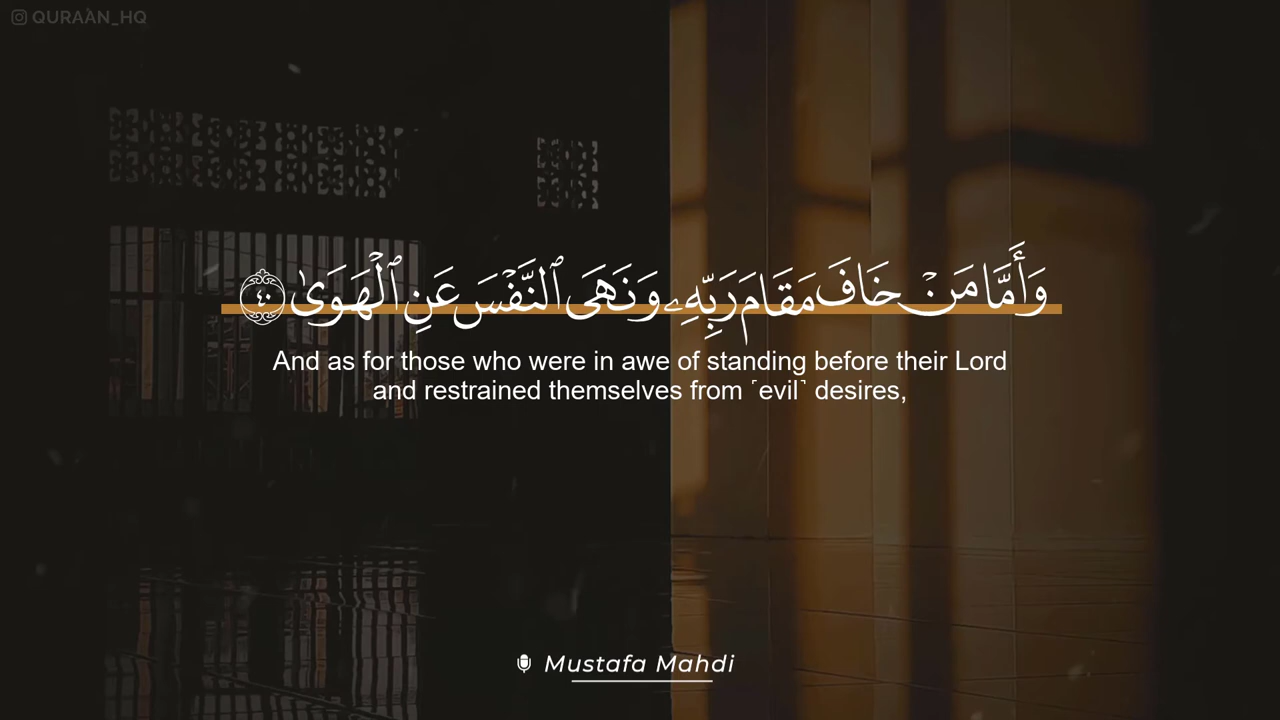 QURAÀN_HQ
وَأَمَّا مَنۡ خَافَ مَقَامَ رَبِّهِۦ وَنَهَى ٱلنَّفۡسَ عَنِ ٱلۡهَوَىٰ ٤٠
And as for those who were in awe of standing before their Lord
and restrained themselves from ˹evil˺ desires,
Mustafa Mahdi